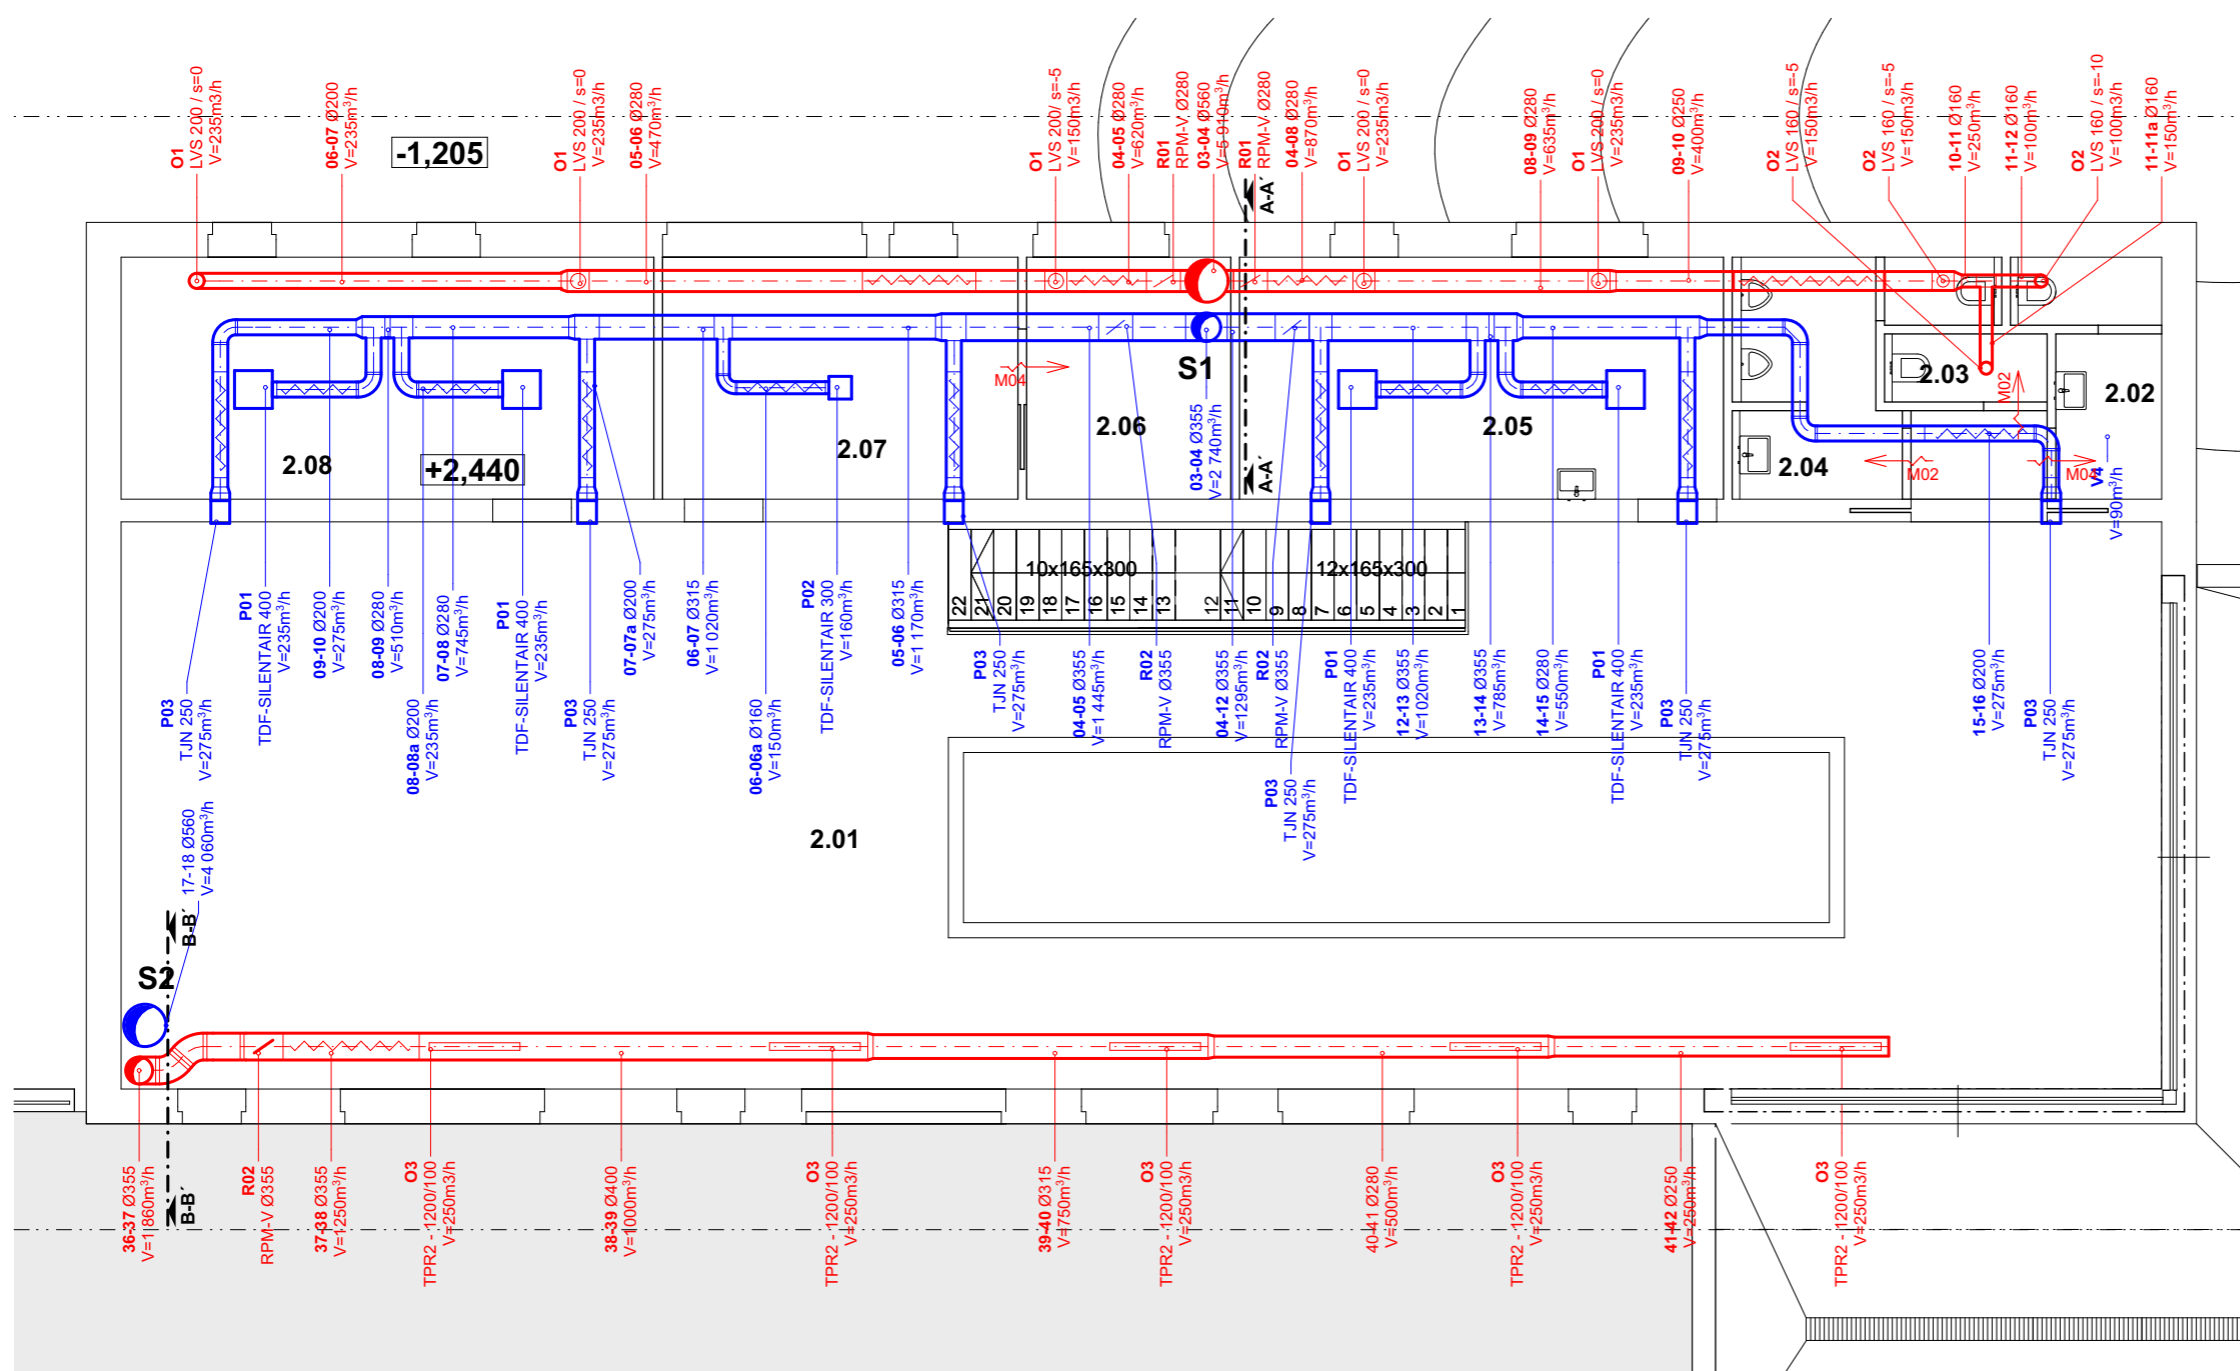 O1
LVS 200 / s=0
V=235m3/h
06-07 Ø200
V=235m³/h
-1,205
O1
LVS 200 / s=0
V=235m3/h
05-06 Ø280
V=470m³/h
O1
LVS 200/ s=-5
V=150m3/h
04-05 Ø280
V=620m³/h
R01
RPM-V Ø280
03-04 Ø560
V=5 910m³/h
R01
RPM-V Ø280
04-08 Ø280
V=870m³/h
O1
LVS 200 / s=0
V=235m3/h
08-09 Ø280
V=635m³/h
O1
LVS 200 / s=0
V=235m3/h
09-10 Ø250
V=400m³/h
O2
LVS 160 / s=-5
V=150m3/h
O2
LVS 160 / s=-5
V=150m3/h
10-11 Ø160
V=250m³/h
11-12 Ø160
V=100m³/h
O2
LVS 160 / s=-10
V=100m3/h
11-11a Ø160
V=150m³/h
A-A´
S1
M04
2.03
M02
2.02
2.06
2.05
2.07
2.08
+2,440
03-04 Ø355
V=2 740m³/h
A-A´
2.04
M02
M04
V4
V=90m³/h
10x165x300
12x165x300
22
21
20
19
18
17
16
15
14
13
12
11
10
9
8
7
6
5
4
3
2
1
P03
TJN 250
V=275m³/h
P01
TDF-SILENTAIR 400
V=235m³/h
09-10 Ø200
V=275m³/h
08-09 Ø280
V=510m³/h
08-08a Ø200
V=235m³/h
07-08 Ø280
V=745m³/h
P01
TDF-SILENTAIR 400
V=235m³/h
P03
TJN 250
V=275m³/h
07-07a Ø200
V=275m³/h
06-07 Ø315
V=1 020m³/h
06-06a Ø160
V=150m³/h
P02
TDF-SILENTAIR 300
V=160m³/h
05-06 Ø315
V=1 170m³/h
P03
TJN 250
V=275m³/h
04-05 Ø355
V=1 445m³/h
R02
RPM-V Ø355
04-12 Ø355
V=1295m³/h
R02
RPM-V Ø355
P03
TJN 250
V=275m³/h
P01
TDF-SILENTAIR 400
V=235m³/h
12-13 Ø355
V=1020m³/h
13-14 Ø355
V=785m³/h
14-15 Ø280
V=550m³/h
P01
TDF-SILENTAIR 400
V=235m³/h
P03
TJN 250
V=275m³/h
15-16 Ø200
V=275m³/h
P03
TJN 250
V=275m³/h
17-18 Ø560
V=4 060m³/h
2.01
B-B´
S2
36-37 Ø355
V=1860m³/h
B-B´
R02
RPM-V Ø355
37-38 Ø355
V=1250m³/h
O3
TPR2 - 1200/100
V=250m3/h
38-39 Ø400
V=1000m³/h
O3
TPR2 - 1200/100
V=250m3/h
39-40 Ø315
V=750m³/h
O3
TPR2 - 1200/100
V=250m3/h
40-41 Ø280
V=500m3/h
O3
TPR2 - 1200/100
V=250m3/h
41-42 Ø250
V=250m³/h
O3
TPR2 - 1200/100
V=250m3/h